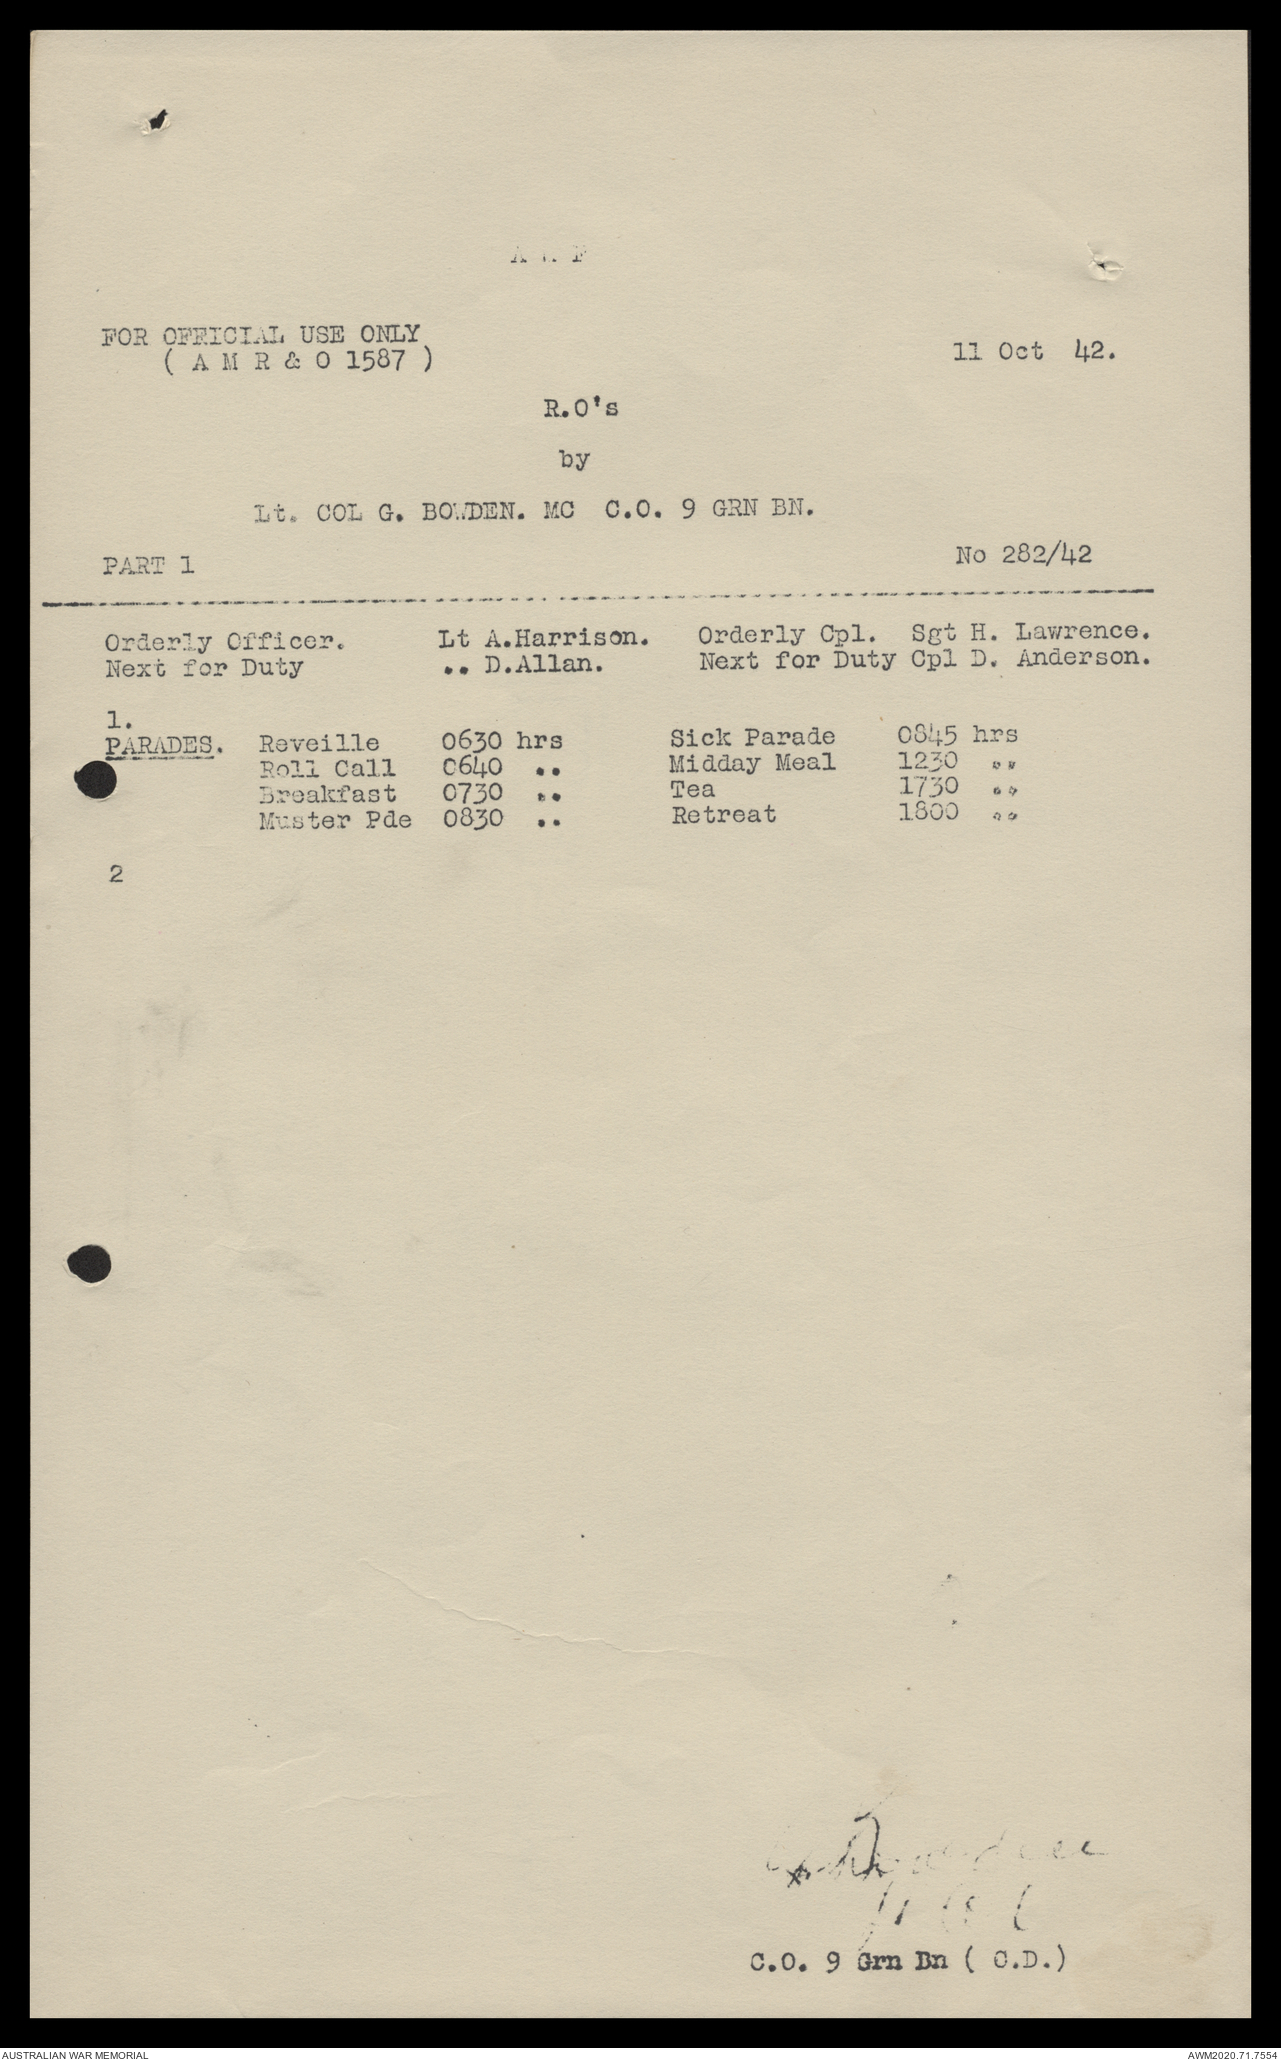 FOR OFFICIAL USE ONLY
( A M R & O 1587 )
11 Oct 42.
R.O's
by
Lt. COL G. BOWDEN. MC C.O. 9 GRN BN.
PART 1
No 282/42
Orderly Officer. Lt A.Harrison. Orderly Cpl. Sgt H. Lawrence.
Next for Duty .. D.Allan. Next for Duty Cpl D. Anderson.
1.
PARADES. Reveille 0630 hrs Sick Parade 0845 hrs
Roll Call 0640 .. Midday Meal 1230 ..
Breakfast 0730 .. Tea 1730 ..
Muster Pde 0830 .. Retreat 1800 ..
2
C.O. 9 Grn Bn ( C.D.)
AUSTRALIAN WAR MEMORIAL
AWM2020.71.7554